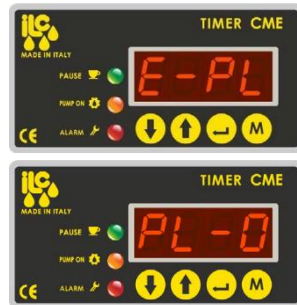 ilc
TIMER CME
MADE IN ITALY
E-PL
PAUSE
PUMP ON
ALARM
CE
M
ilc
TIMER CME
MADE IN ITALY
PL-0
PAUSE
PUMP ON
ALARM
CE
M